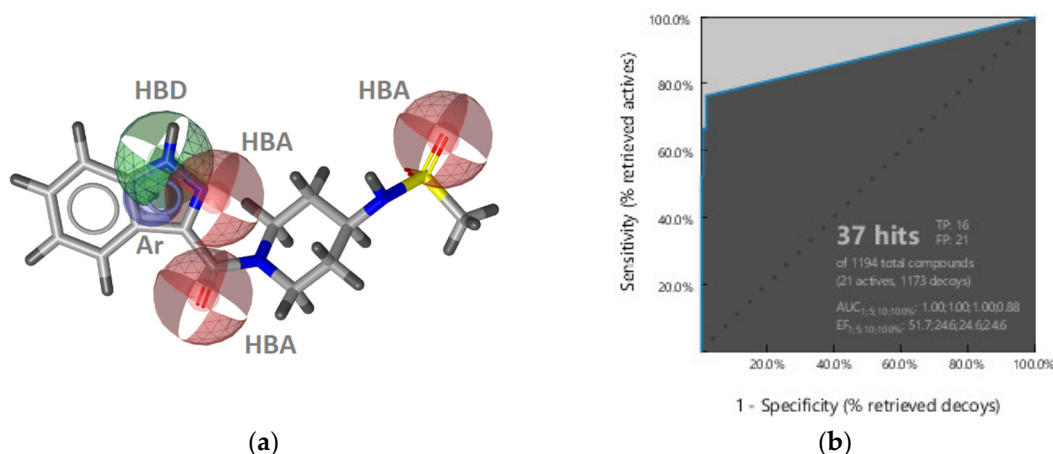 HBD
HBA
HBA
Ar
HBA
(a)
Sensitivity (% retrieved actives)
100.0%
80.0%
60.0%
40.0%
20.0%
37 hits
TP: 16
FP: 21
of 1194 total compounds
(21 actives, 1173 decoys)
AUC1;5;10;100%: 1.00;1.00;1.00;0.88
EF1;5;10;100%: 51.7;24.6;24.6;24.6
20.0% 40.0% 60.0% 80.0% 100.0%
1 - Specificity (% retrieved decoys)
(b)